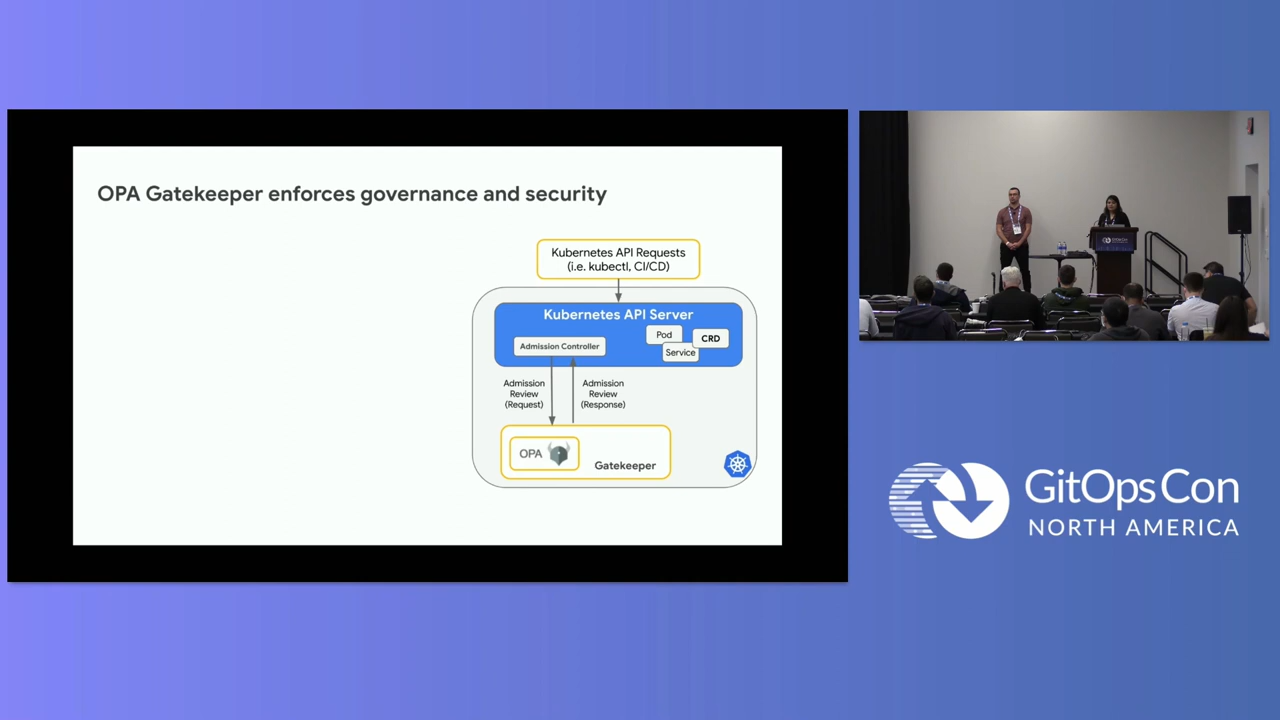 OPA Gatekeeper enforces governance and security
Kubernetes API Requests
(i.e. kubectl, CI/CD)
Kubernetes API Server
Admission Controller
Pod
Service
CRD
Admission
Review
(Request)
Admission
Review
(Response)
OPA
Gatekeeper
GitOpsCon
NORTH AMERICA